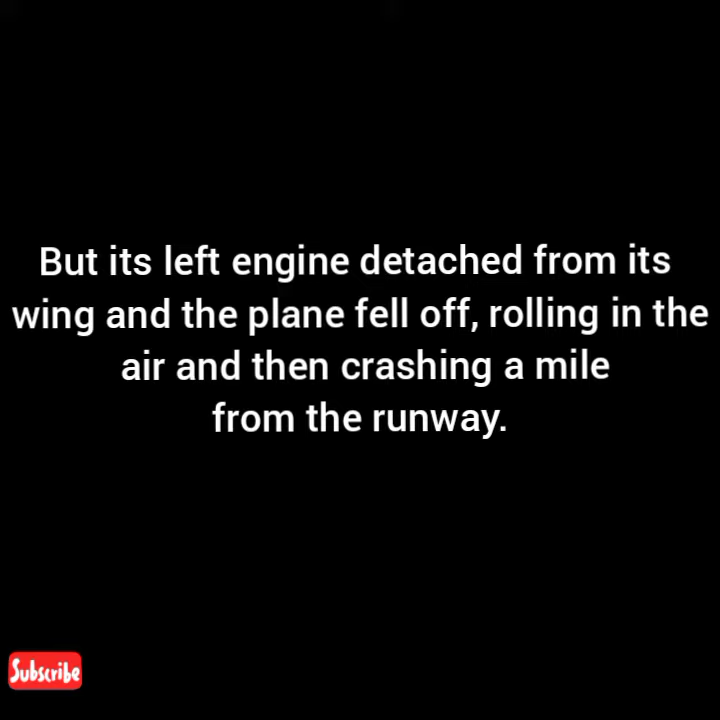 But its left engine detached from its
wing and the plane fell off, rolling in the
air and then crashing a mile
from the runway.
Subscribe